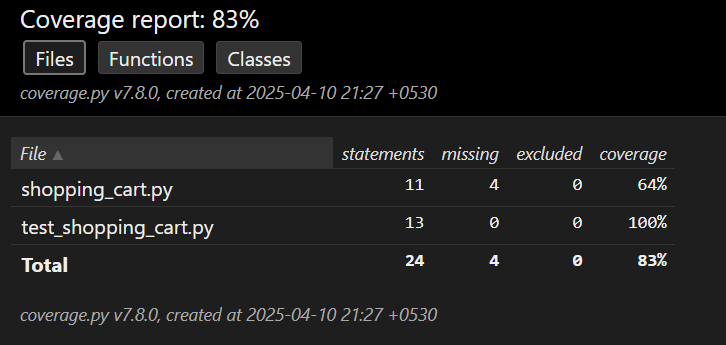 Coverage report: 83%
Files Functions Classes
coverage.py v7.8.0, created at 2025-04-10 21:27 +0530
File ▲ statements missing excluded coverage
shopping_cart.py 11 4 0 64%
test_shopping_cart.py 13 0 0 100%
Total 24 4 0 83%
coverage.py v7.8.0, created at 2025-04-10 21:27 +0530